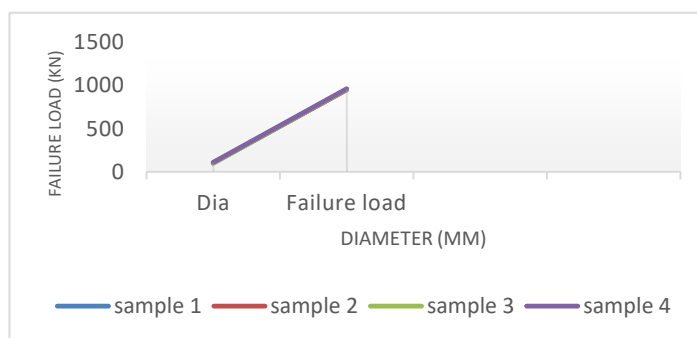 1500
1000
500
0
FAILURE LOAD (KN)
Dia Failure load
DIAMETER (MM)
sample 1 sample 2 sample 3 sample 4